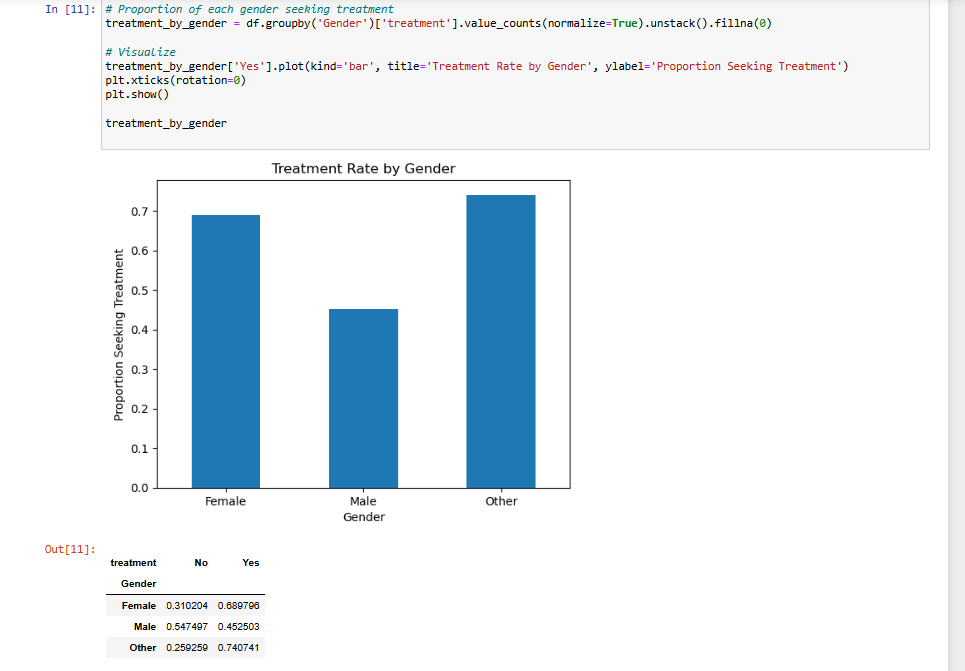 In [11]: # Proportion of each gender seeking treatment
treatment_by_gender = df.groupby('Gender')['treatment'].value_counts(normalize=True).unstack().fillna(0)
# Visualize
treatment_by_gender['Yes'].plot(kind='bar', title='Treatment Rate by Gender', ylabel='Proportion Seeking Treatment')
plt.xticks(rotation=0)
plt.show()
treatment_by_gender
Treatment Rate by Gender
Proportion Seeking Treatment
0.7
0.6
0.5
0.4
0.3
0.2
0.1
0.0
Female Male Other
Gender
Out[11]:
treatment No Yes
Gender
Female 0.310204 0.689796
Male 0.547497 0.452503
Other 0.259259 0.740741